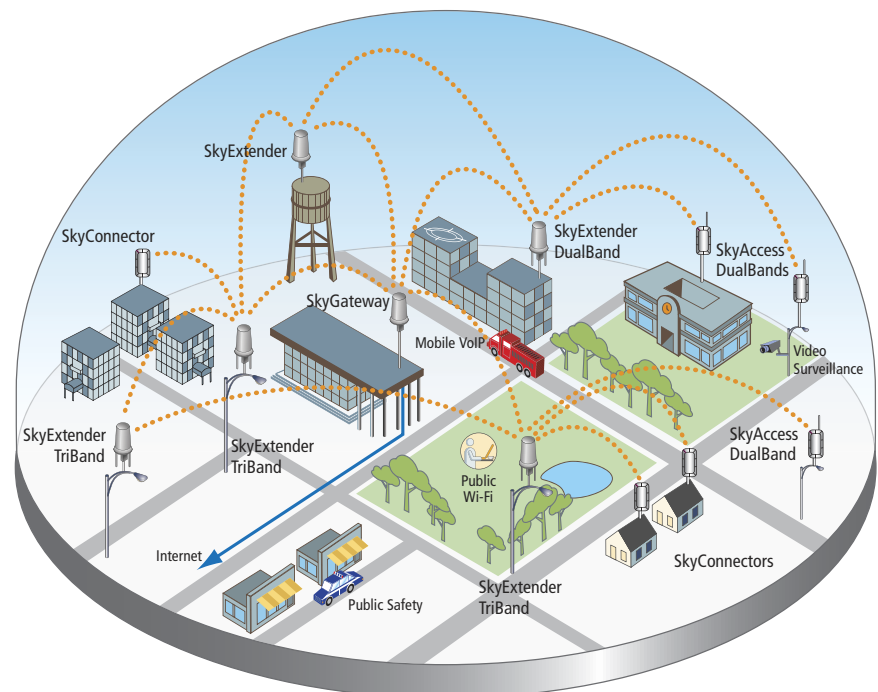 SkyExtender
SkyConnector
SkyExtender
DualBand
SkyAccess
DualBands
SkyGateway
Mobile VoIP
Video
Surveillance
SkyExtender
TriBand
SkyExtender
TriBand
SkyAccess
DualBand
Public
Wi-Fi
Internet
SkyConnectors
SkyExtender
TriBand
Public Safety